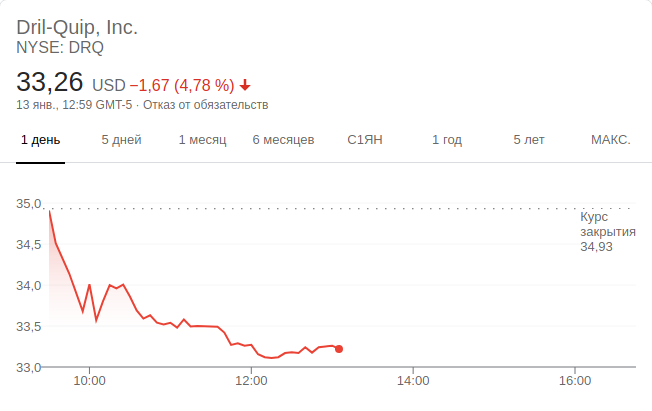 Dril-Quip, Inc.
NYSE: DRQ
33,26 USD −1,67 (4,78 %)
13 янв., 12:59 GMT-5 · Отказ от обязательств
1 день 5 дней 1 месяц 6 месяцев С1ЯН 1 год 5 лет МАКС.
35,0
Курс
закрытия
34,93
34,5
34,0
33,5
33,0
10:00 12:00 14:00 16:00